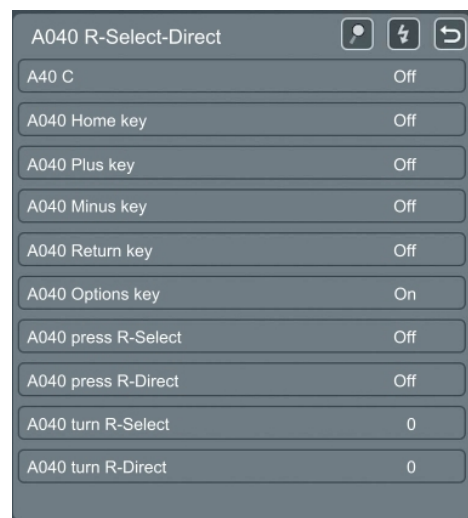 A040 R-Select-Direct
A40 C Off
A040 Home key Off
A040 Plus key Off
A040 Minus key Off
A040 Return key Off
A040 Options key On
A040 press R-Select Off
A040 press R-Direct Off
A040 turn R-Select 0
A040 turn R-Direct 0